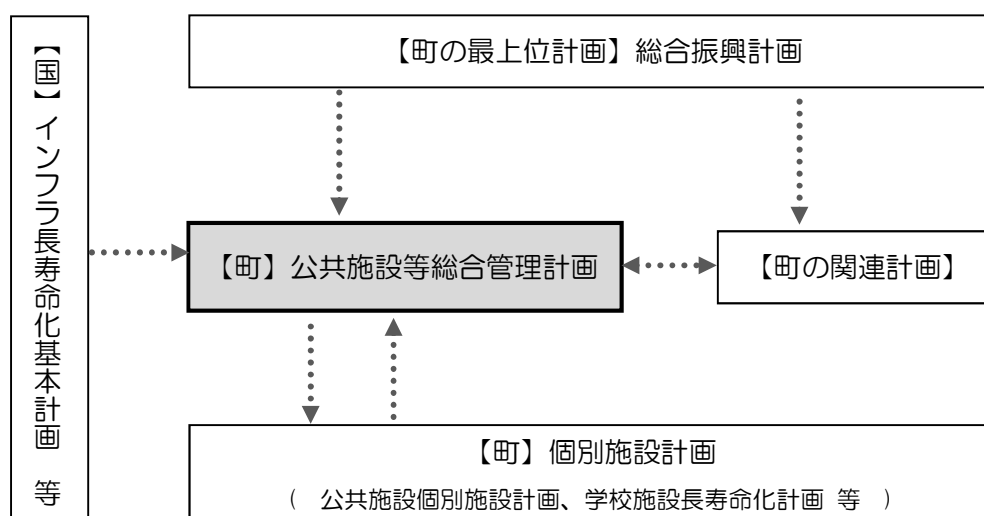 【国】インフラ長寿命化基本計画 等
【町の最上位計画】総合振興計画
【町】公共施設等総合管理計画
【町の関連計画】
【町】個別施設計画
( 公共施設個別施設計画、学校施設長寿命化計画 等 )